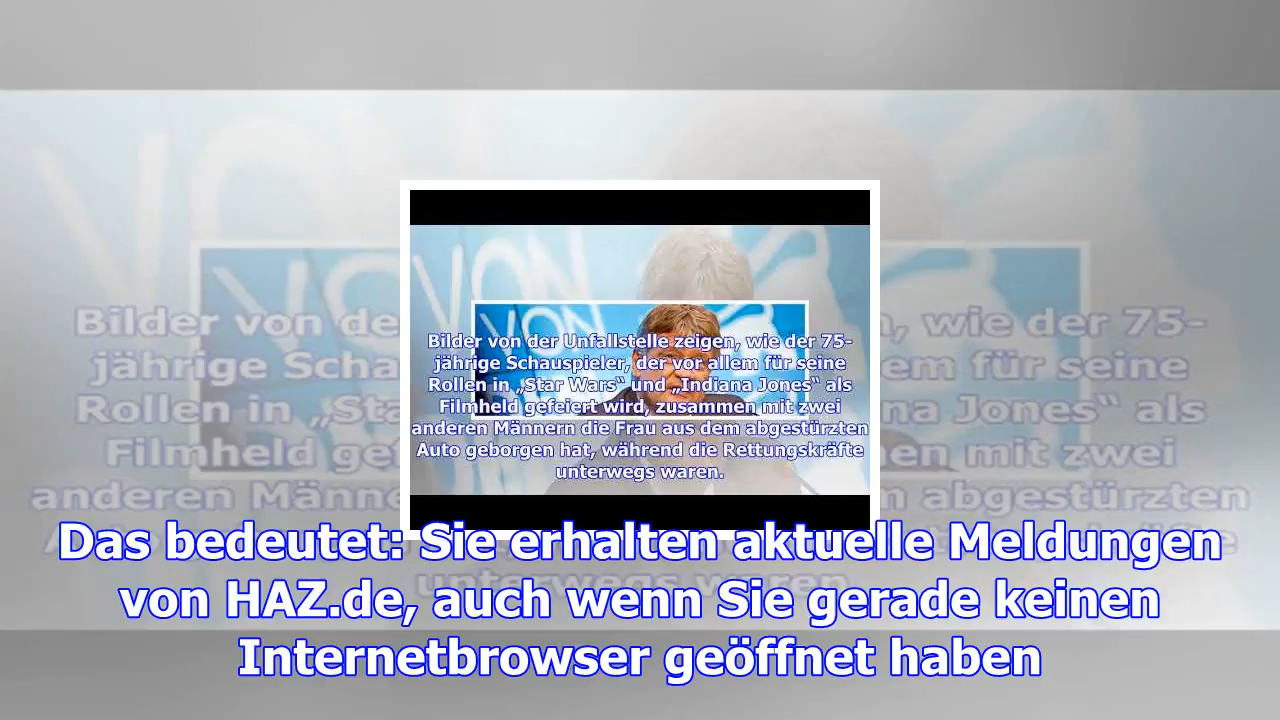 VON
VON
Bilder von der Unfallstelle zeigen, wie der 75-
jährige Schauspieler, der vor allem für seine
Rollen in „Star Wars“ und „Indiana Jones“ als
Filmheld gefeiert wird, zusammen mit zwei
anderen Männern die Frau aus dem abgestürzten
Auto geborgen hat, während die Rettungskräfte
unterwegs waren.
Das bedeutet: Sie erhalten aktuelle Meldungen
von HAZ.de, auch wenn Sie gerade keinen
Internetbrowser geöffnet haben